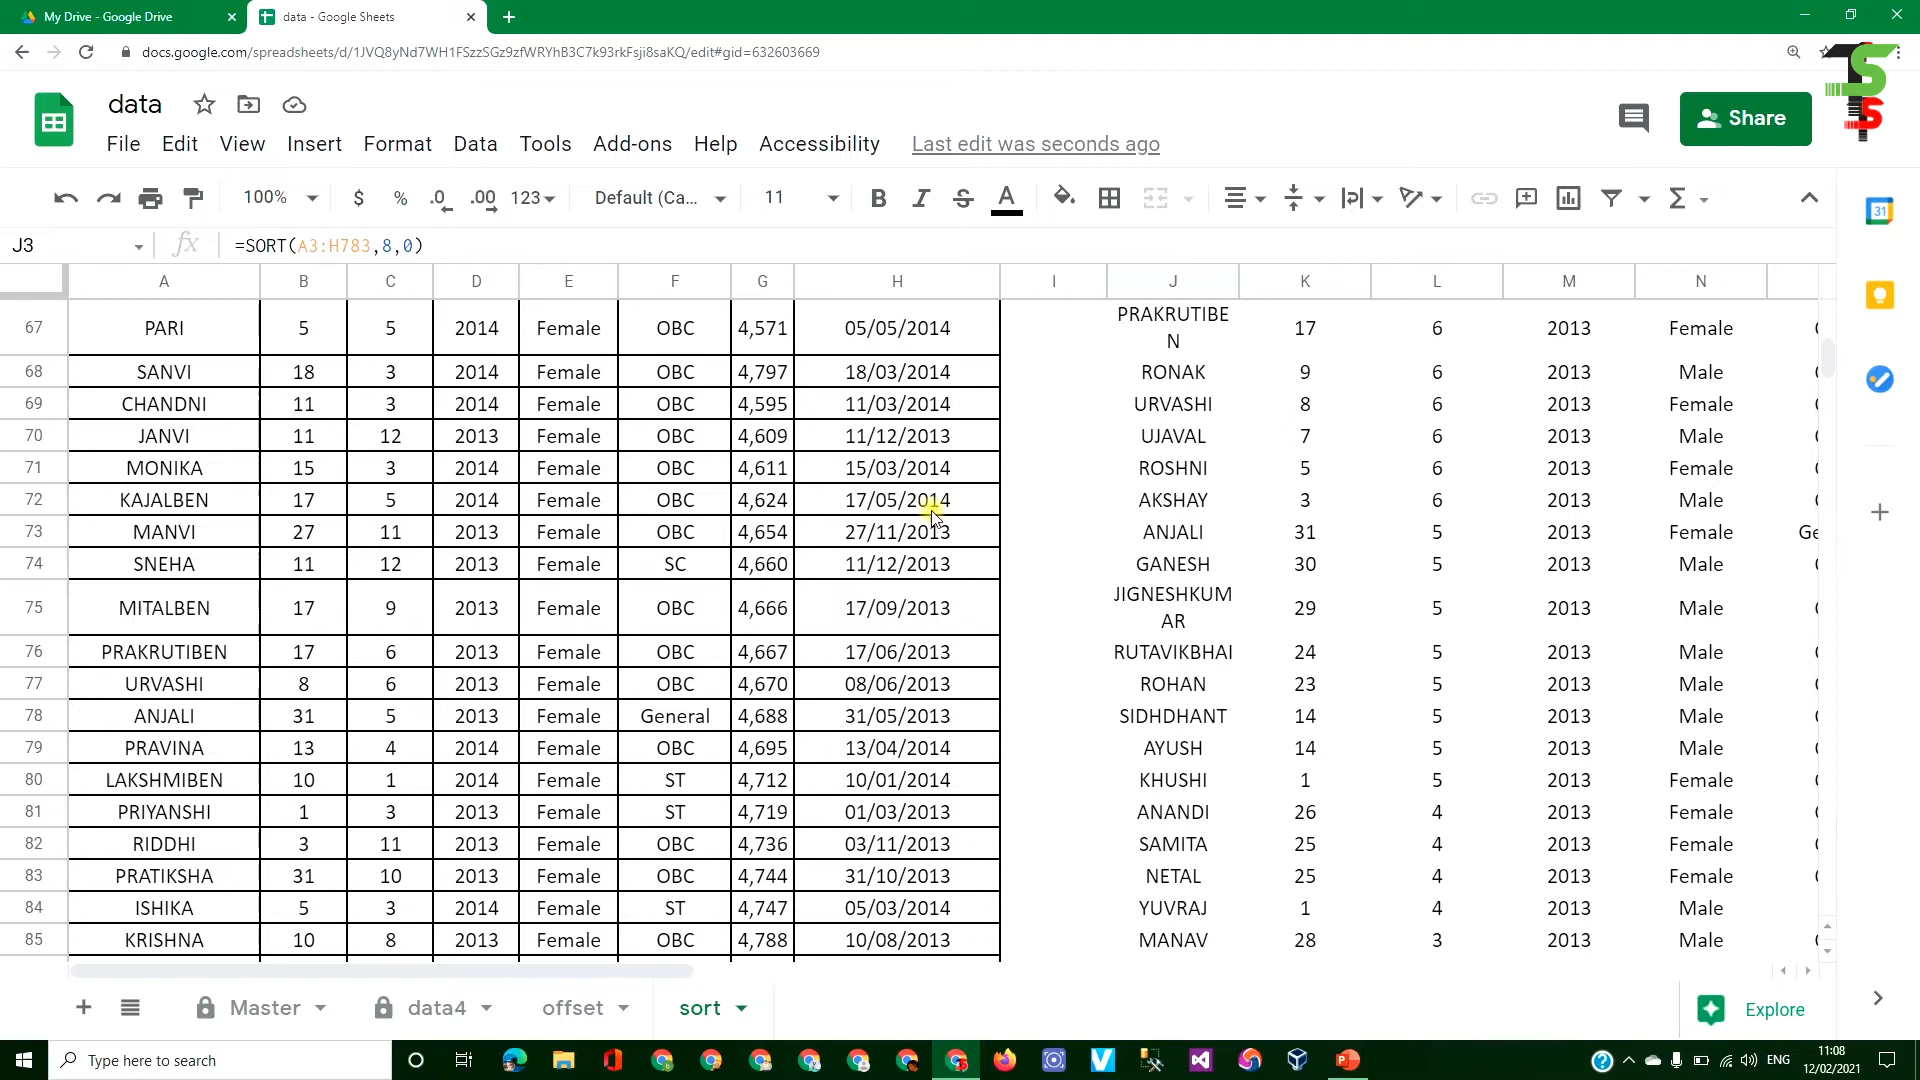 My Drive - Google Drive
data - Google Sheets
docs.google.com/spreadsheets/d/1JVQ8yNd7WH1FSzzSGz9zfWRYhB3C7k93rkFsji8saKQ/edit#gid=632603669
data
File Edit View Insert Format Data Tools Add-ons Help Accessibility Last edit was seconds ago
Share
100% $ % .0 .00 123 Default (Ca... 11 B I S A Σ
J3 fx =SORT(A3:H783,8,0)
A B C D E F G H I J K L M N
67 PARI 5 5 2014 Female OBC 4,571 05/05/2014 PRAKRUTIBE
N 17 6 2013 Female
68 SANVI 18 3 2014 Female OBC 4,797 18/03/2014 RONAK 9 6 2013 Male
69 CHANDNI 11 3 2014 Female OBC 4,595 11/03/2014 URVASHI 8 6 2013 Female
70 JANVI 11 12 2013 Female OBC 4,609 11/12/2013 UJAVAL 7 6 2013 Male
71 MONIKA 15 3 2014 Female OBC 4,611 15/03/2014 ROSHNI 5 6 2013 Female
72 KAJALBEN 17 5 2014 Female OBC 4,624 17/05/2014 AKSHAY 3 6 2013 Male
73 MANVI 27 11 2013 Female OBC 4,654 27/11/2013 ANJALI 31 5 2013 Female Ge
74 SNEHA 11 12 2013 Female SC 4,660 11/12/2013 GANESH 30 5 2013 Male
75 MITALBEN 17 9 2013 Female OBC 4,666 17/09/2013 JIGNESHKUM
AR 29 5 2013 Male
76 PRAKRUTIBEN 17 6 2013 Female OBC 4,667 17/06/2013 RUTAVIKBHAI 24 5 2013 Male
77 URVASHI 8 6 2013 Female OBC 4,670 08/06/2013 ROHAN 23 5 2013 Male
78 ANJALI 31 5 2013 Female General 4,688 31/05/2013 SIDHDHANT 14 5 2013 Male
79 PRAVINA 13 4 2014 Female OBC 4,695 13/04/2014 AYUSH 14 5 2013 Male
80 LAKSHMIBEN 10 1 2014 Female ST 4,712 10/01/2014 KHUSHI 1 5 2013 Female
81 PRIYANSHI 1 3 2013 Female ST 4,719 01/03/2013 ANANDI 26 4 2013 Female
82 RIDDHI 3 11 2013 Female OBC 4,736 03/11/2013 SAMITA 25 4 2013 Female
83 PRATIKSHA 31 10 2013 Female OBC 4,744 31/10/2013 NETAL 25 4 2013 Female
84 ISHIKA 5 3 2014 Female ST 4,747 05/03/2014 YUVRAJ 1 4 2013 Male
85 KRISHNA 10 8 2013 Female OBC 4,788 10/08/2013 MANAV 28 3 2013 Male
Master data4 offset sort Explore
Type here to search
ENG
11:08
12/02/2021